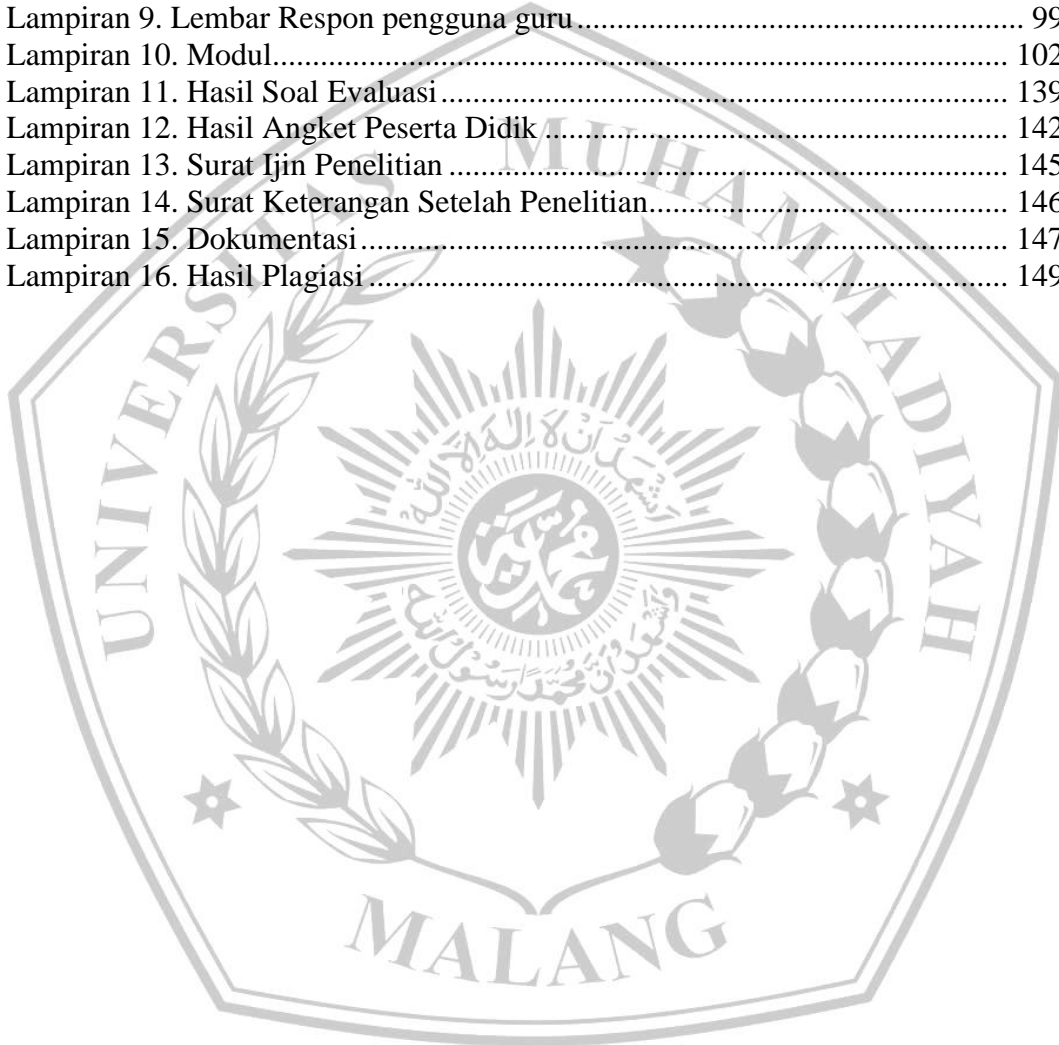 Lampiran 9. Lembar Respon pengguna guru........................................................ 99
Lampiran 10. Modul............................................................................................ 102
Lampiran 11. Hasil Soal Evaluasi....................................................................... 139
Lampiran 12. Hasil Angket Peserta Didik.......................................................... 142
Lampiran 13. Surat Ijin Penelitian...................................................................... 145
Lampiran 14. Surat Keterangan Setelah Penelitian............................................. 146
Lampiran 15. Dokumentasi................................................................................. 147
Lampiran 16. Hasil Plagiasi................................................................................ 149
UNIVERSITAS MUHAMMADIYAH
MALANG